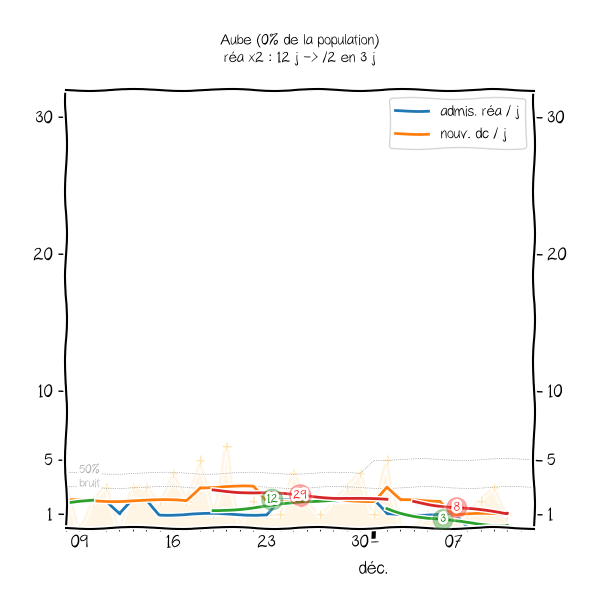 Aube (0% de la population)
réa x2 : 12 j -> /2 en 3 j
admis. réa / j
nouv. dc / j
30 30
20 20
10 10
5 5
50%
bruit
12 29 8 3
1 1
09 16 23 30 07
déc.